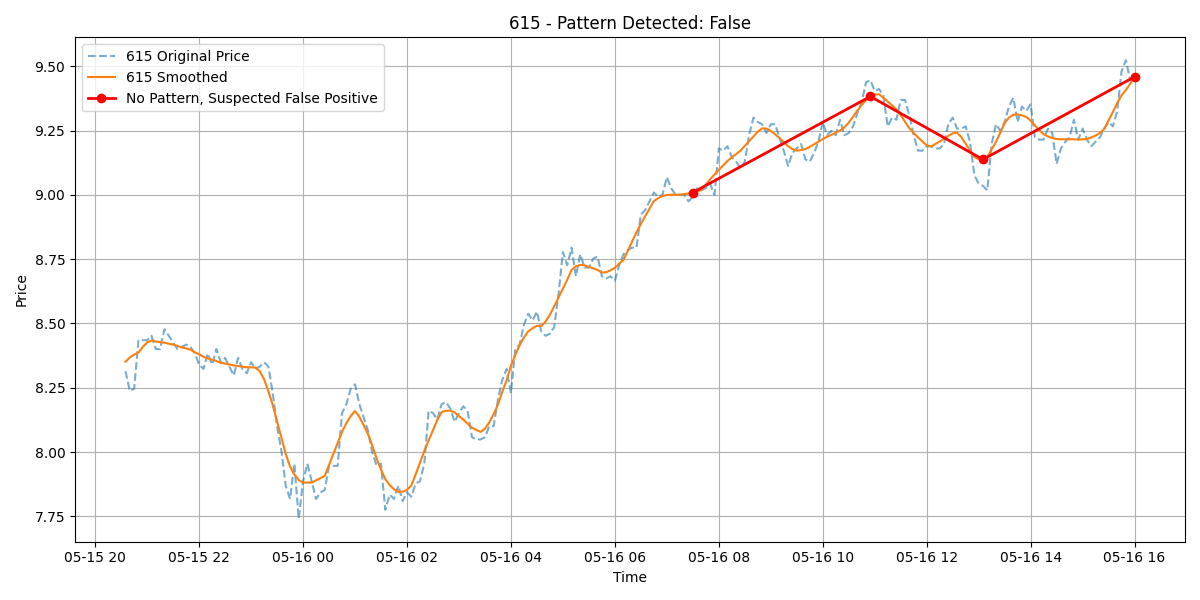 615 - Pattern Detected: False
615 Original Price
615 Smoothed
No Pattern, Suspected False Positive
Price
9.50
9.25
9.00
8.75
8.50
8.25
8.00
7.75
05-15 20 05-15 22 05-16 00 05-16 02 05-16 04 05-16 06 05-16 08 05-16 10 05-16 12 05-16 14 05-16 16
Time